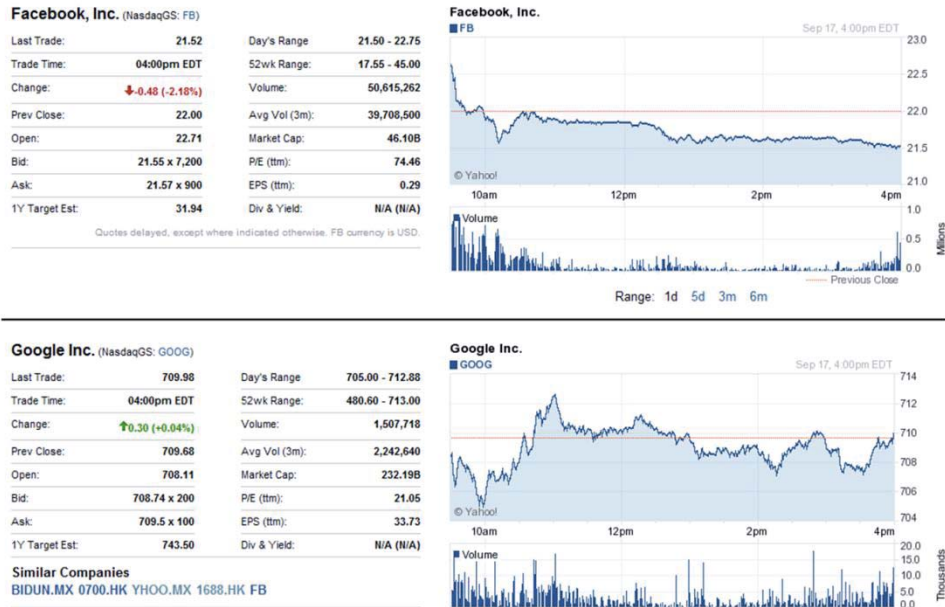 Facebook, Inc. (NasdaqGS: FB)
Last Trade: 21.52 Day's Range 21.50 - 22.75
Trade Time: 04:00pm EDT 52wk Range: 17.55 - 45.00
Change: -0.48 (-2.18%) Volume: 50,615,262
Prev Close: 22.00 Avg Vol (3m): 39,708,500
Open: 22.71 Market Cap: 46.10B
Bid: 21.55 x 7,200 P/E (ttm): 74.46
Ask: 21.57 x 900 EPS (ttm): 0.29
1Y Target Est: 31.94 Div & Yield: N/A (N/A)
Quotes delayed, except where indicated otherwise. FB currency is USD.
Facebook, Inc.
FB Sep 17, 4:00pm EDT
23.0
22.5
22.0
21.5
© Yahoo!
21.0
10am 12pm 2pm 4pm
Volume 1.0
0.5
0.0
Millions
Previous Close
Range: 1d 5d 3m 6m
Google Inc. (NasdaqGS: GOOG)
Last Trade: 709.98 Day's Range 705.00 - 712.88
Trade Time: 04:00pm EDT 52wk Range: 480.60 - 713.00
Change: 0.30 (+0.04%) Volume: 1,507,718
Prev Close: 709.68 Avg Vol (3m): 2,242,640
Open: 708.11 Market Cap: 232.19B
Bid: 708.74 x 200 P/E (ttm): 21.05
Ask: 709.5 x 100 EPS (ttm): 33.73
1Y Target Est: 743.50 Div & Yield: N/A (N/A)
Similar Companies
BIDUN.MX 0700.HK YHOO.MX 1688.HK FB
Google Inc.
GOOG Sep 17, 4:00pm EDT
714
712
710
708
706
© Yahoo!
704
10am 12pm 2pm 4pm
Volume 20.0
15.0
10.0
5.0
0.0
Thousands